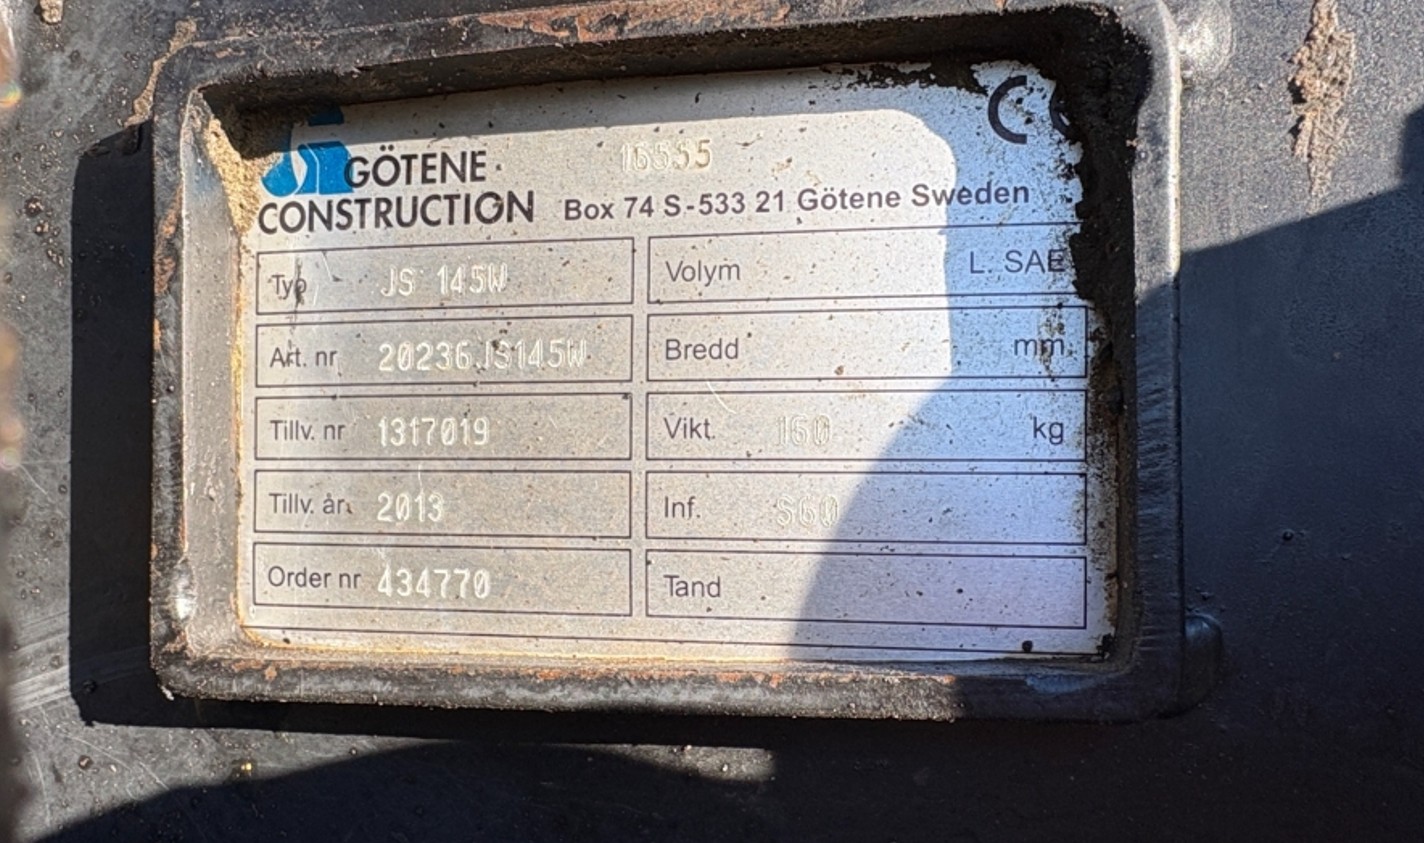 GÖTENE
16555
CE
CONSTRUCTION Box 74 S-533 21 Götene Sweden
Typ JS 145W
Volym L. SAE
Art. nr 20236JS145W
Bredd mm
Tillv. nr 1317019
Vikt. 160 kg
Tillv. år 2013
Inf. S60
Order nr 434770
Tand